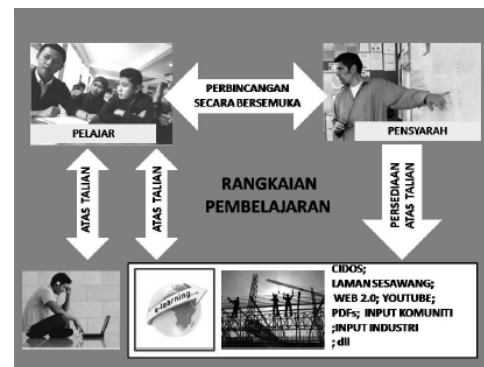 PERBINCANGAN
SECARA BERSEMUKA
PELAJAR
PENSYARAH
ATAS TALIAN
ATAS TALIAN
RANGKAIAN
PEMBELAJARAN
PERSEDIAAN
ATAS TALIAN
e-learning...
CIDOS;
LAMAN SESAWANG;
WEB 2.0; YOUTUBE;
PDFs; INPUT KOMUNITI
;INPUT INDUSTRI
; dll